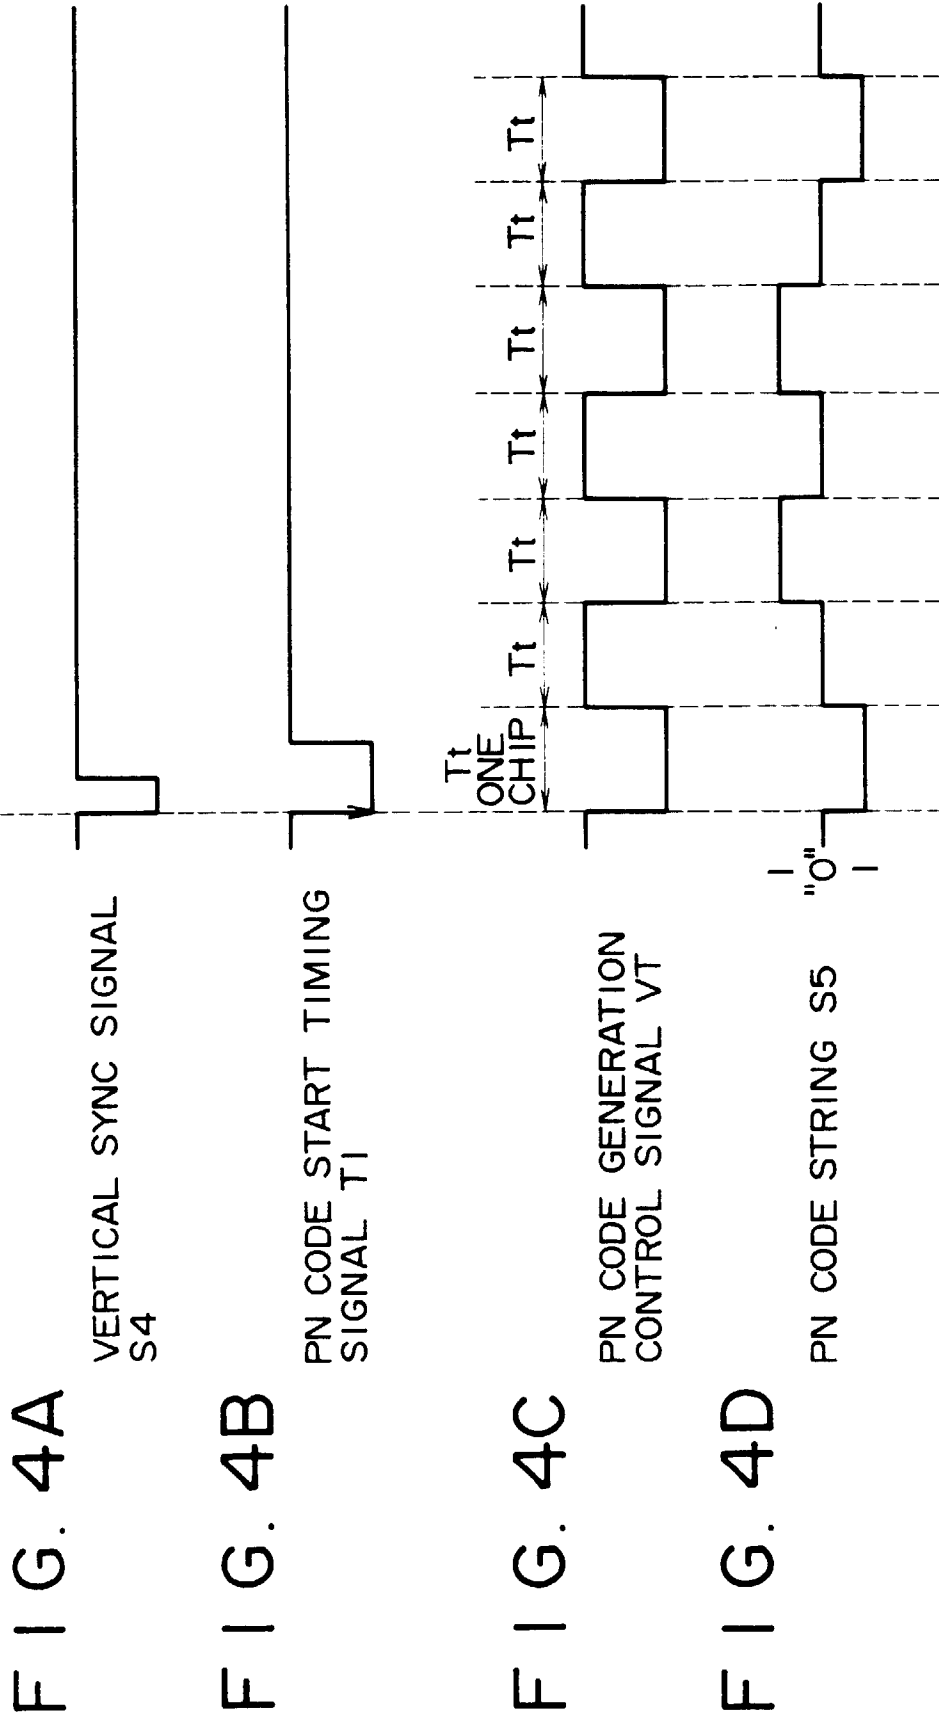 FIG. 4A
VERTICAL SYNC SIGNAL
S4
FIG. 4B
PN CODE START TIMING
SIGNAL T1
Tt
ONE
CHIP
Tt
Tt
Tt
Tt
Tt
Tt
FIG. 4C
PN CODE GENERATION
CONTROL SIGNAL VT
FIG. 4D
PN CODE STRING S5
1
"0"
1